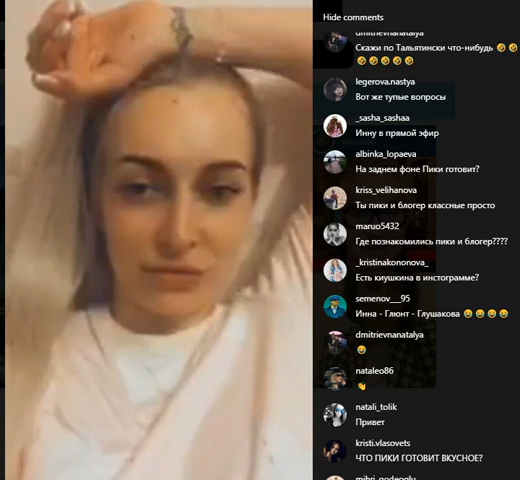 Hide comments
dmitrievnanatalya
Скажи по Тальятински что-нибудь 🤣🤣
🤣🤣🤣🤣🤣
legerova.nastya
Вот же тупые вопросы
_sasha_sashaa
Инну в прямой эфир
albinka_lopaeva
На заднем фоне Пики готовит?
kriss_velihanova
Ты пики и блогер классные просто
maruo5432
Где познакомились пики и блогер????
_kristinakononova_
Есть киушкина в инстограмме?
semenov___95
Инна - Глюнт - Глушакова 😂😂😂😂
dmitrievnanatalya
😂
nataleo86
👏
natali_tolik
Привет
kristi.vlasovets
ЧТО ПИКИ ГОТОВИТ ВКУСНОЕ?
mihri_godeoglu